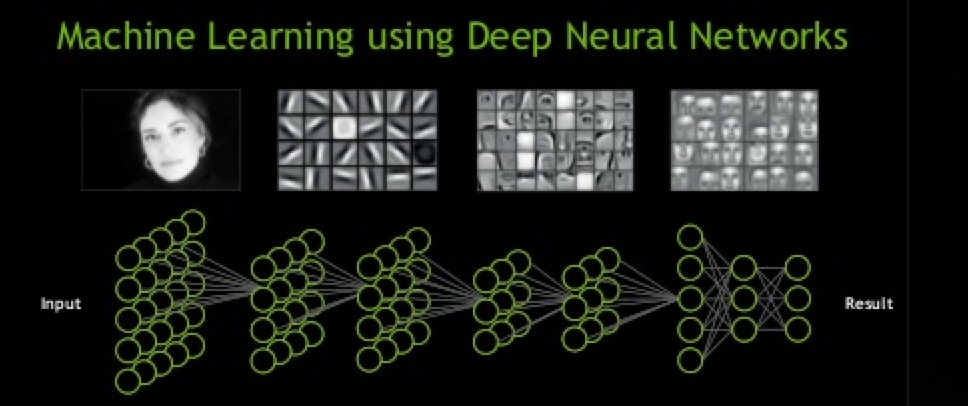 Machine Learning using Deep Neural Networks
Input
Result